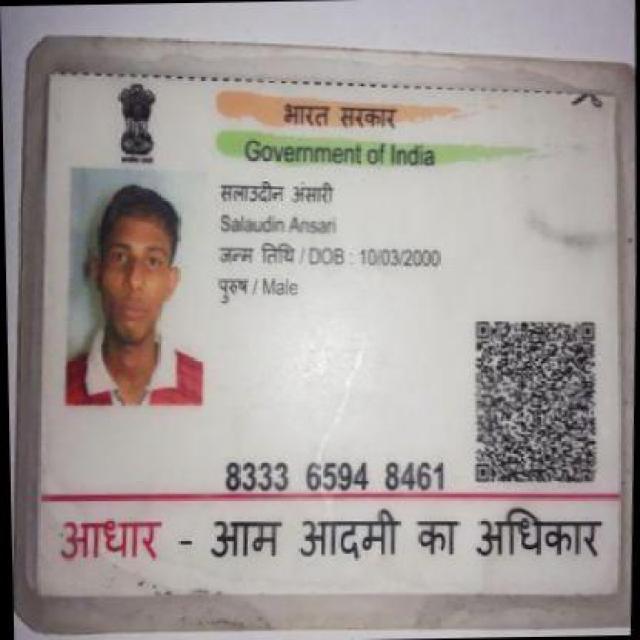 भारत सरकार
Government of India
सलाउदीन अंसारी
Salaudin Ansari
जन्म तिथि / DOB : 10/03/2000
पुरुष / Male
8333 6594 8461
आधार - आम आदमी का अधिकार